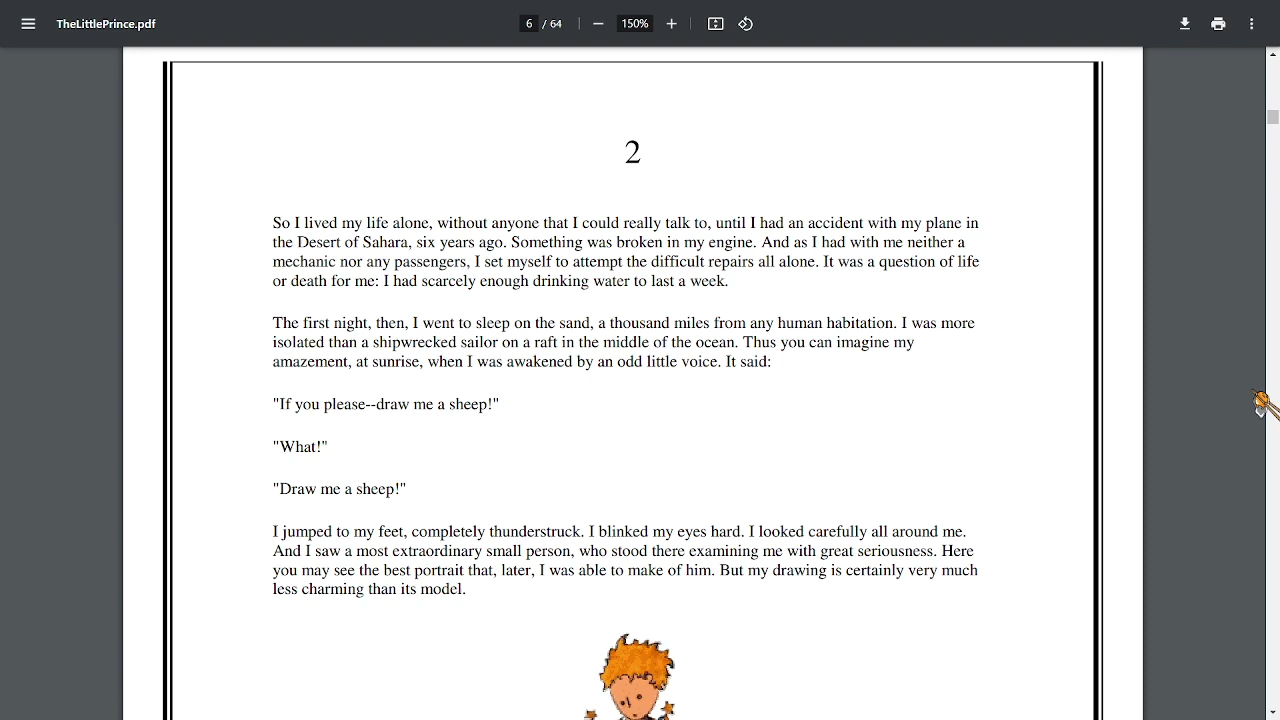 TheLittlePrince.pdf
6 / 64
150%
2
So I lived my life alone, without anyone that I could really talk to, until I had an accident with my plane in
the Desert of Sahara, six years ago. Something was broken in my engine. And as I had with me neither a
mechanic nor any passengers, I set myself to attempt the difficult repairs all alone. It was a question of life
or death for me: I had scarcely enough drinking water to last a week.
The first night, then, I went to sleep on the sand, a thousand miles from any human habitation. I was more
isolated than a shipwrecked sailor on a raft in the middle of the ocean. Thus you can imagine my
amazement, at sunrise, when I was awakened by an odd little voice. It said:
"If you please--draw me a sheep!"
"What!"
"Draw me a sheep!"
I jumped to my feet, completely thunderstruck. I blinked my eyes hard. I looked carefully all around me.
And I saw a most extraordinary small person, who stood there examining me with great seriousness. Here
you may see the best portrait that, later, I was able to make of him. But my drawing is certainly very much
less charming than its model.